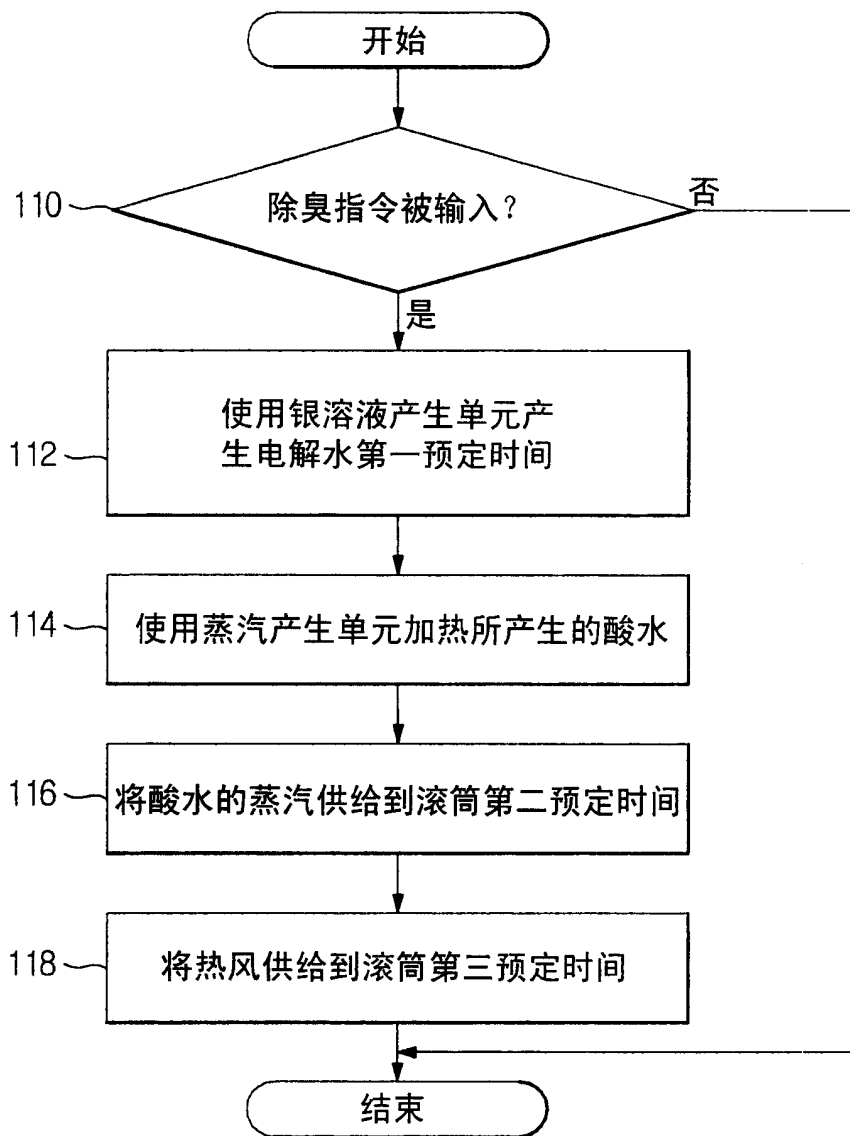 开始
110
除臭指令被输入?
否
是
112
使用银溶液产生单元产
生电解水第一预定时间
114
使用蒸汽产生单元加热所产生的酸水
116
将酸水的蒸汽供给到滚筒第二预定时间
118
将热风供给到滚筒第三预定时间
结束